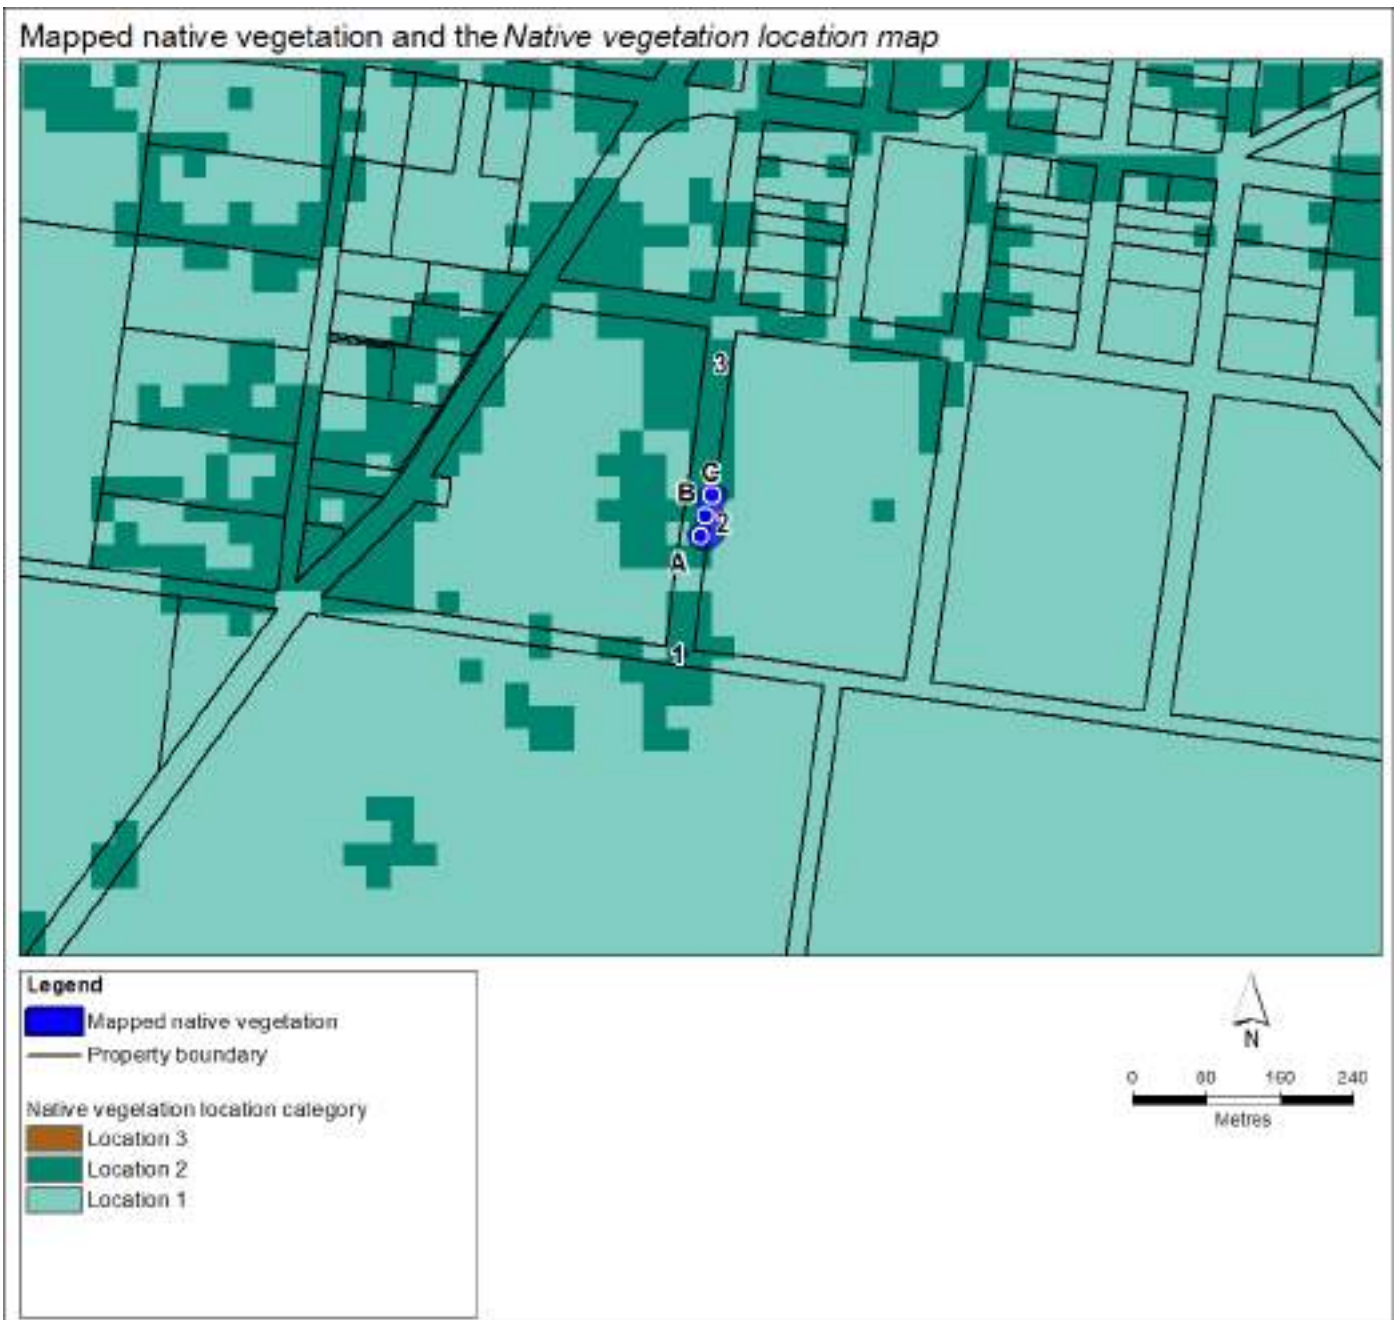 Mapped native vegetation and the Native vegetation location map
3
C
B
2
A
1
Legend
Mapped native vegetation
Property boundary
Native vegetation location category
Location 3
Location 2
Location 1
N
0 80 160 240
Metres